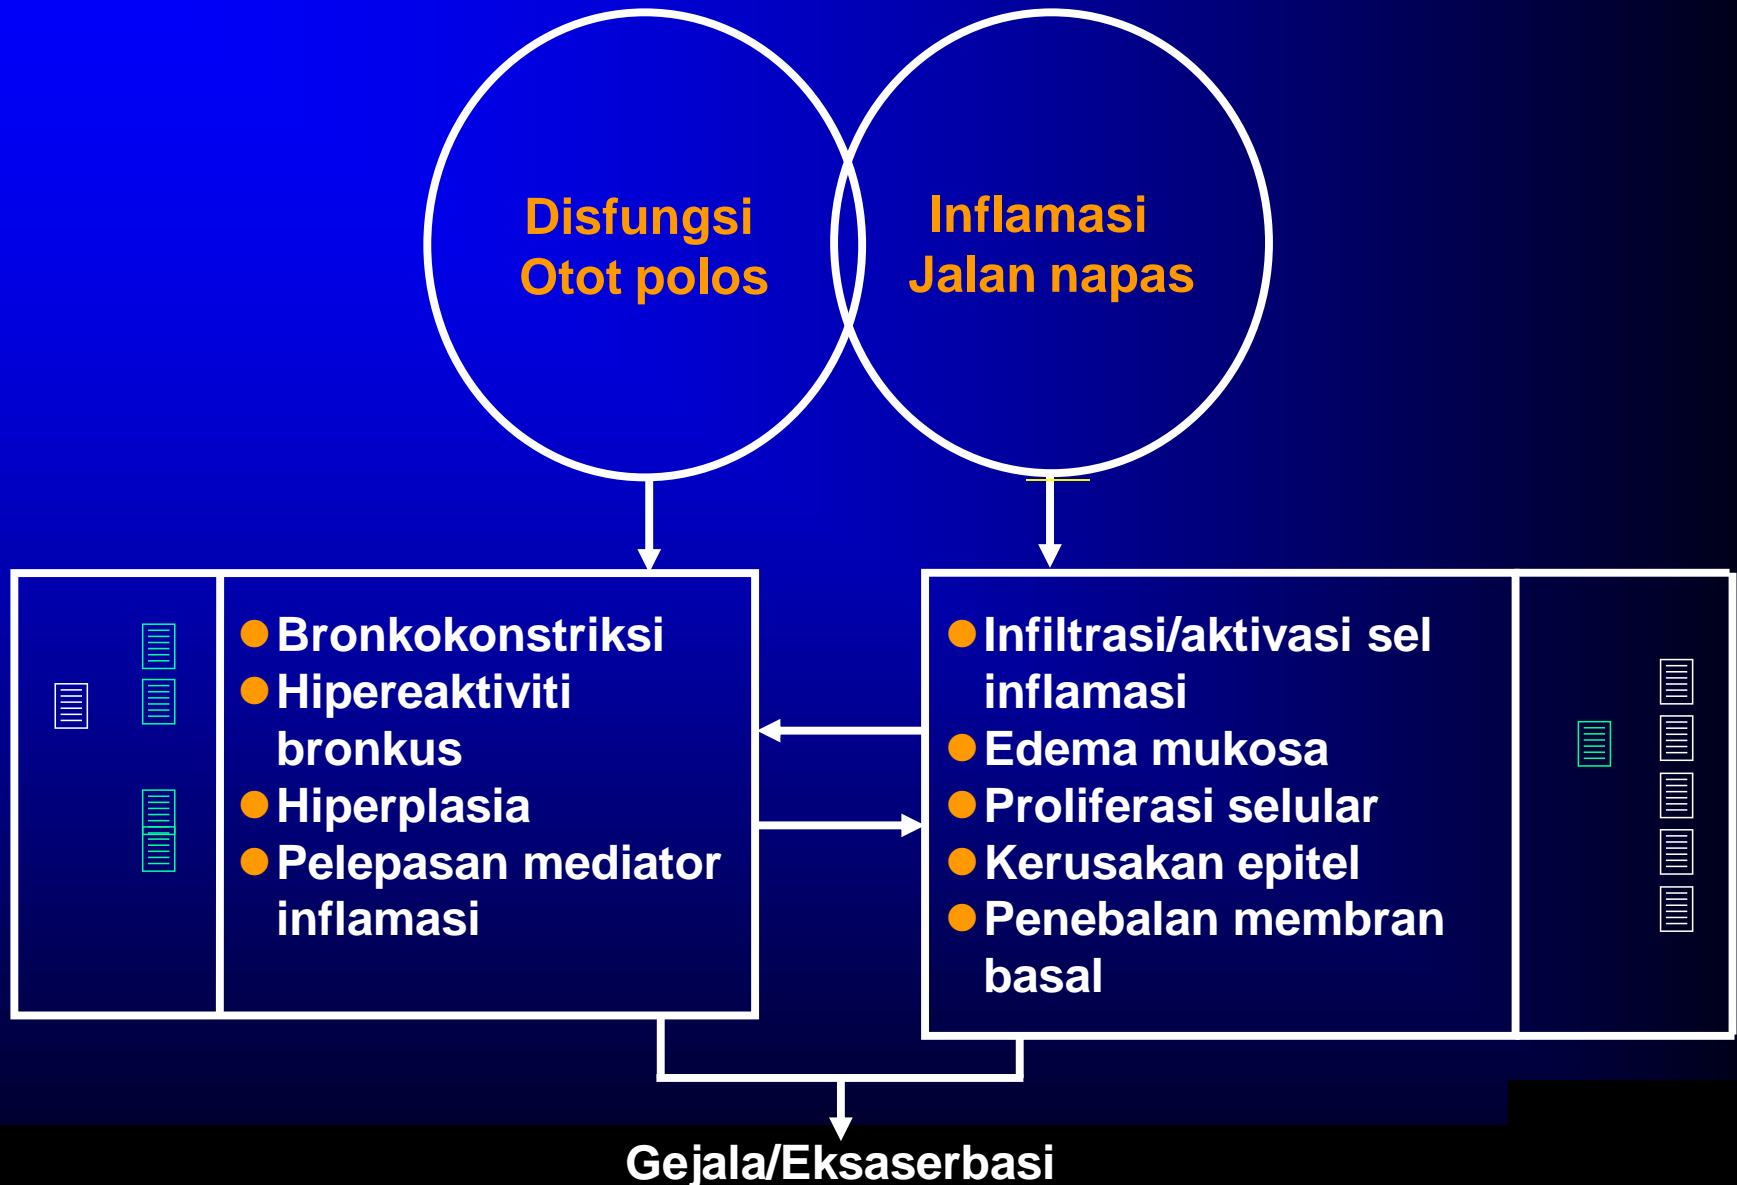 Disfungsi
Otot polos
Inflamasi
Jalan napas
Bronkokonstriksi
Hipereaktiviti
bronkus
Hiperplasia
Pelepasan mediator
inflamasi
Infiltrasi/aktivasi sel
inflamasi
Edema mukosa
Proliferasi selular
Kerusakan epitel
Penebalan membran
basal
Gejala/Eksaserbasi